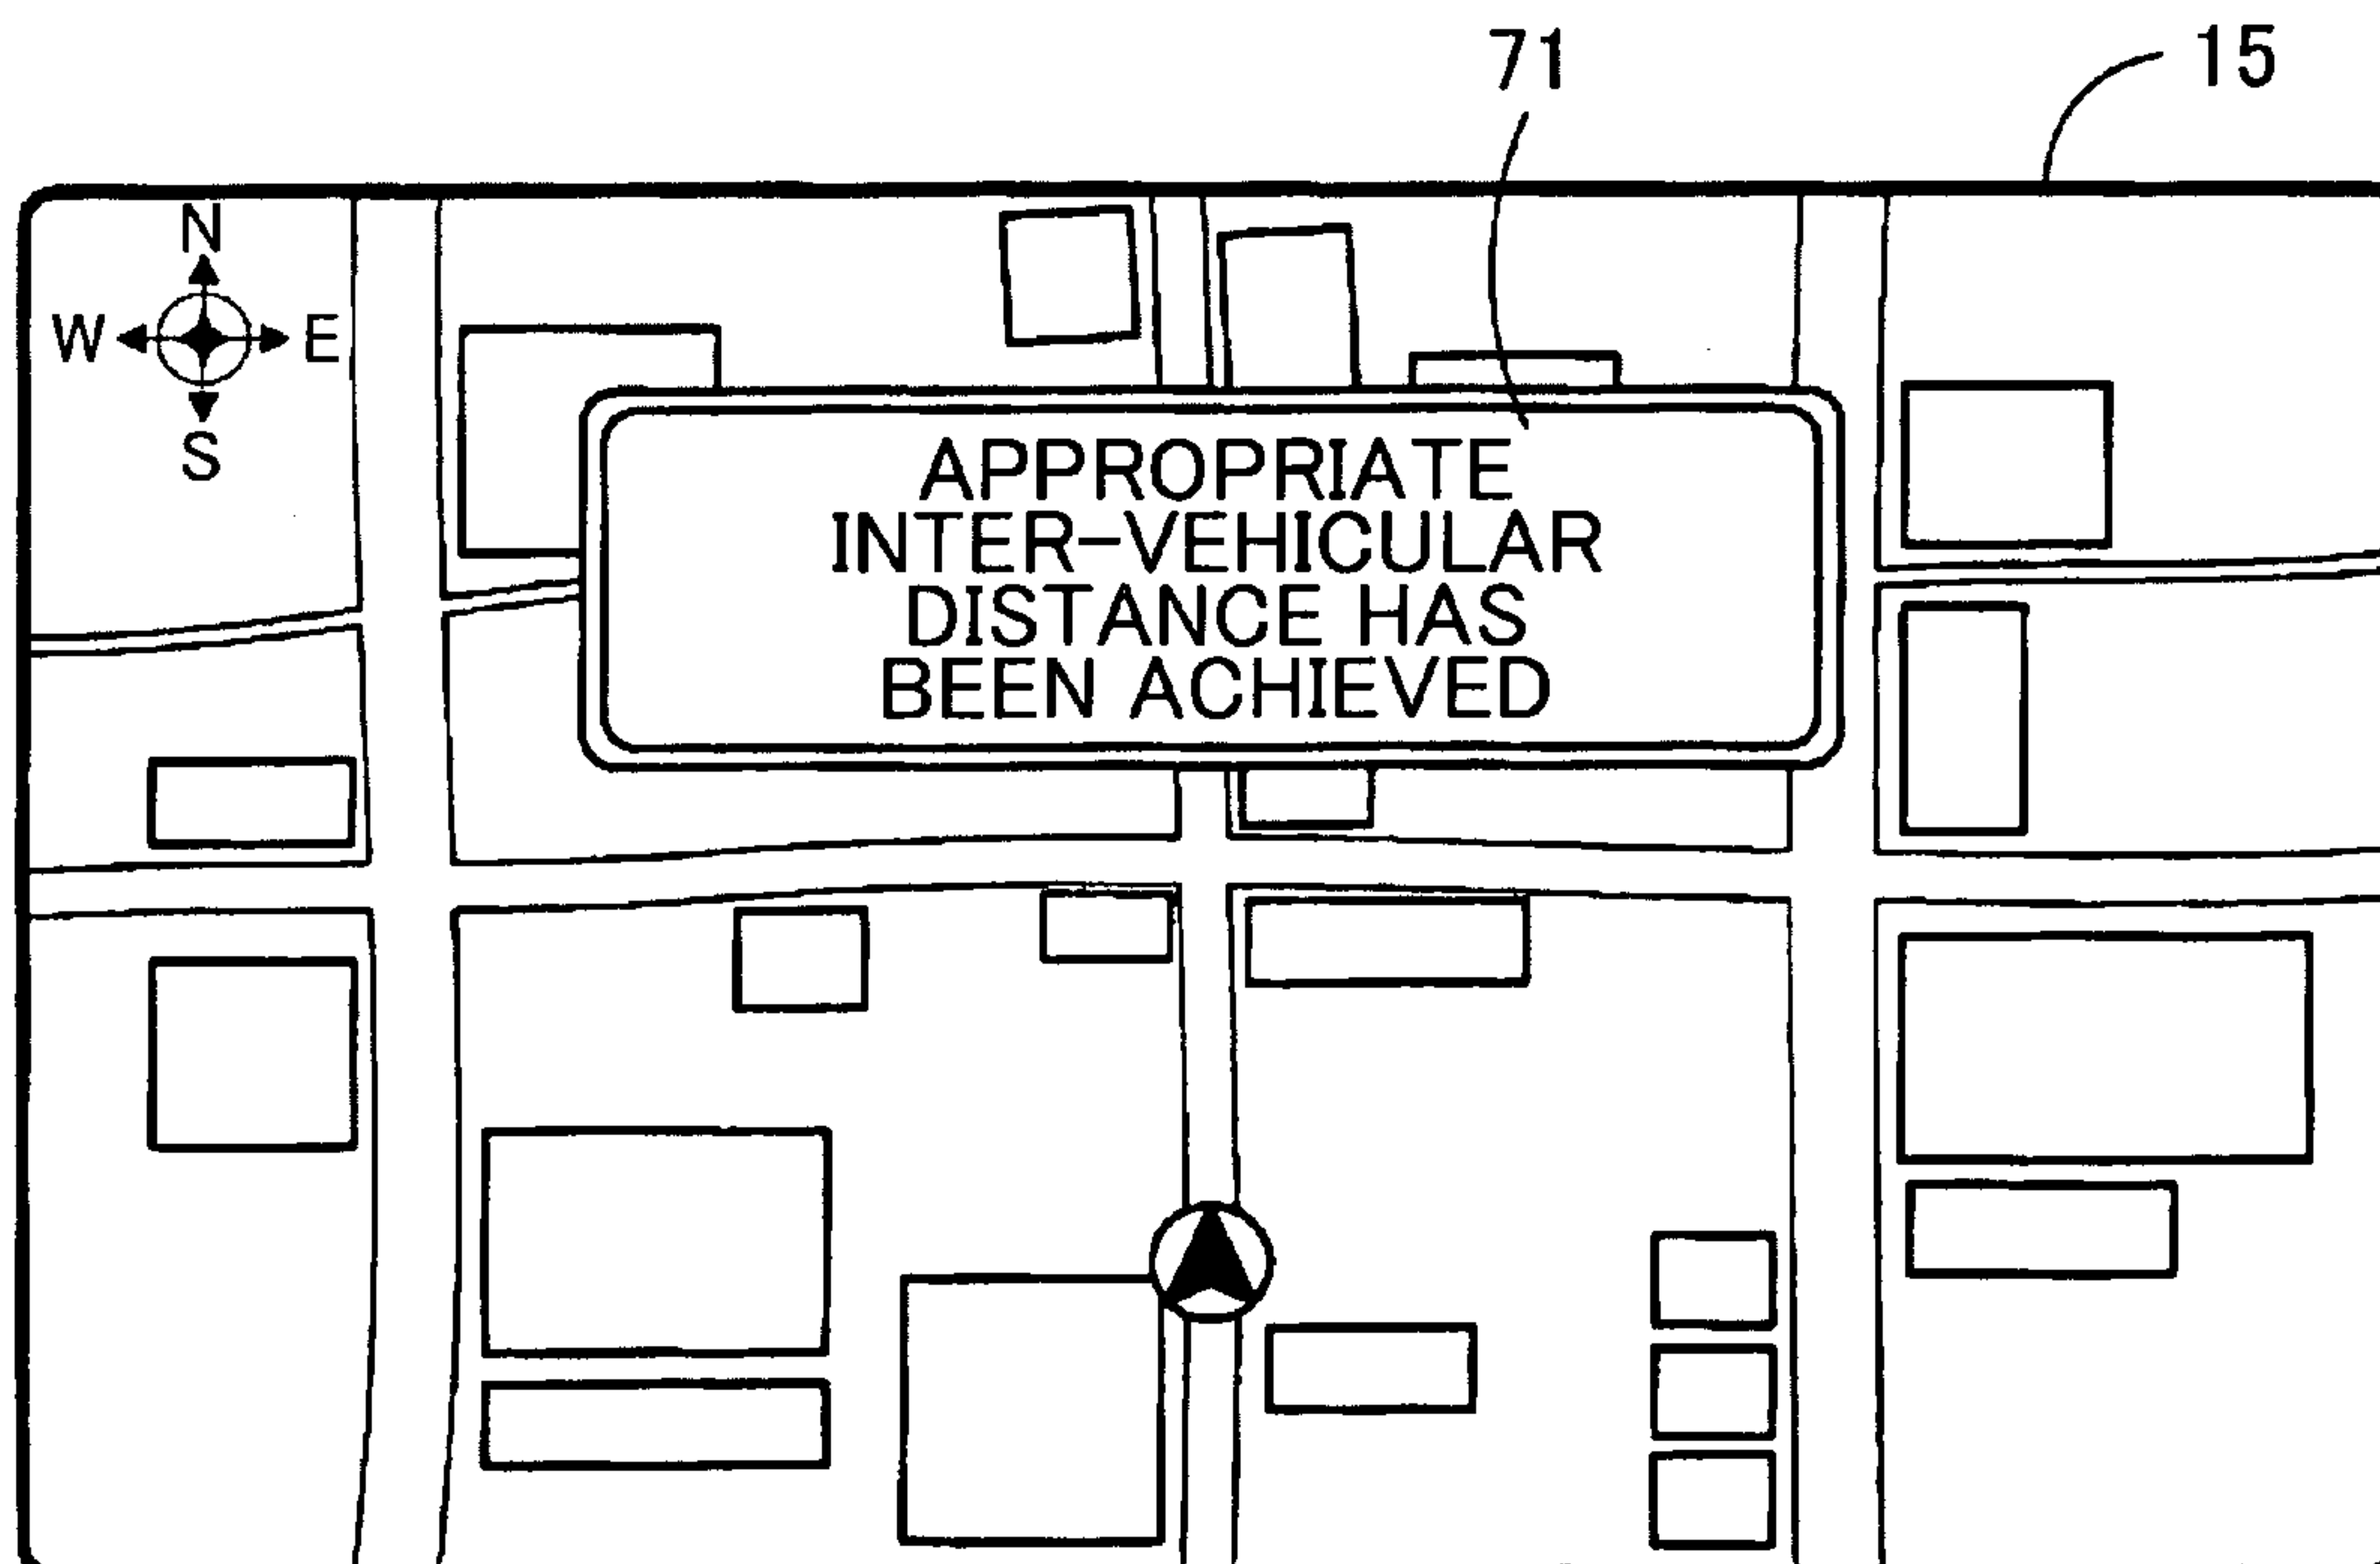 71
15
N
W E
S
APPROPRIATE
INTER-VEHICULAR
DISTANCE HAS
BEEN ACHIEVED